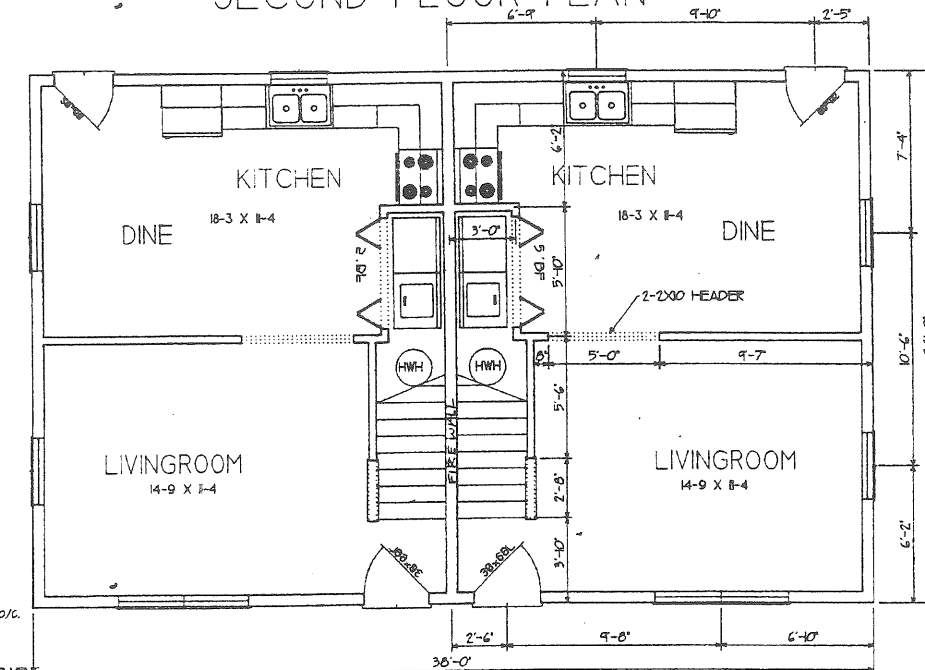 SECOND FLOOR PLAN
6'-9"
9'-10"
2'-5"
6'-2"
7'-4"
KITCHEN
18-3 X 11-4
DINE
KITCHEN
18-3 X 11-4
DINE
3'-0"
5' DF
5'-10"
2-2X10 HEADER
10'-6"
HWH
HWH
8"
5'-0"
9'-7"
5'-6"
FIRE WALL
LIVINGROOM
14-9 X 11-4
LIVINGROOM
14-9 X 11-4
2'-8"
3'-10"
6'-2"
38x68L
O/C.
2'-6"
9'-8"
6'-10"
38'-0"